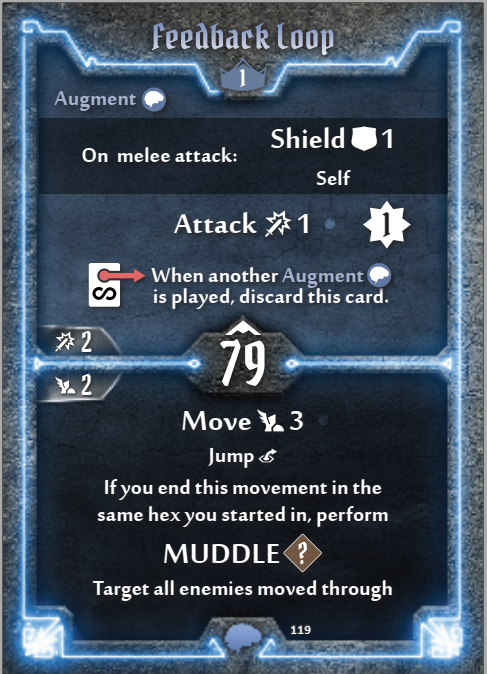 Feedback Loop
1
Augment
On melee attack:
Shield 1
Self
Attack 1
1
When another Augment
is played, discard this card.
2
79
2
Move 3
Jump
If you end this movement in the
same hex you started in, perform
MUDDLE ?
Target all enemies moved through
119